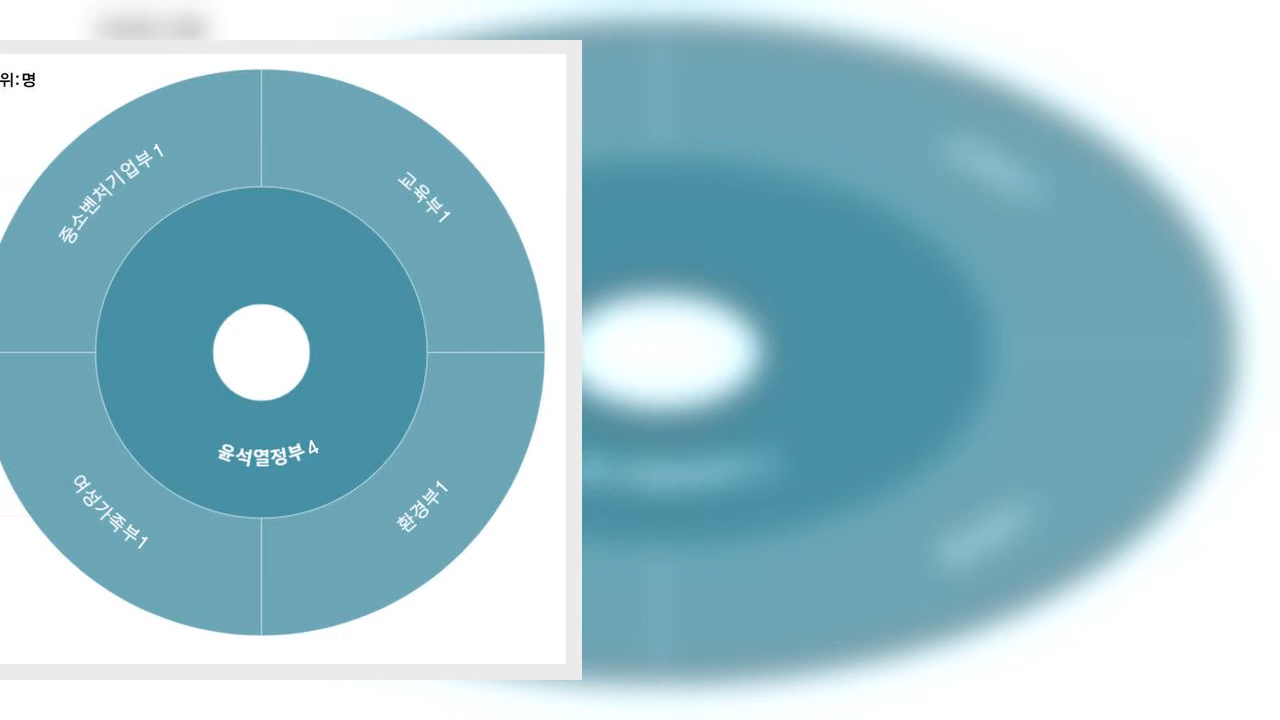 위:명
중소벤처기업부 1
교육부 1
윤석열정부 4
여성가족부 1
환경부 1